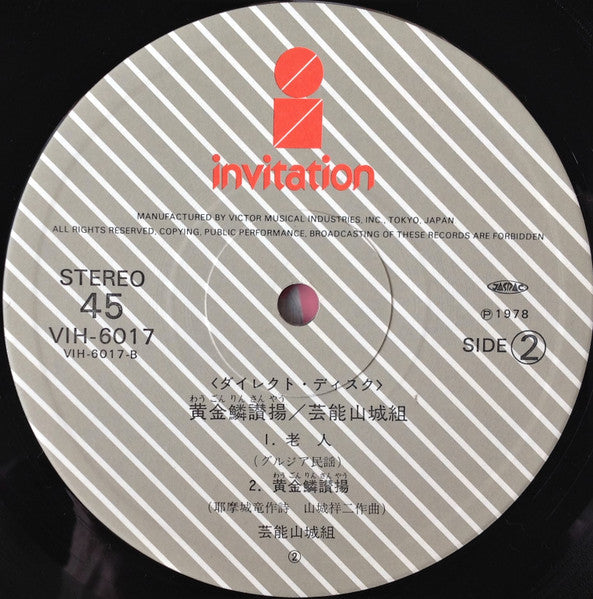 invitation
MANUFACTURED BY VICTOR MUSICAL INDUSTRIES, INC., TOKYO, JAPAN
ALL RIGHTS RESERVED, COPYING, PUBLIC PERFORMANCE, BROADCASTING OF THESE RECORDS ARE FORBIDDEN
STEREO
45
VIH-6017
VIH-6017-B
JASRAC
Ⓟ1978
SIDE ②
〈ダイレクト・ディスク〉
わう ごん りん さん やう
黄金鱗讃揚／芸能山城組
1. 老人
(グルジア民謡)
わう ごん りん さん やう
2. 黄金鱗讃揚
(耶摩城竜作詩 山城祥二作曲)
芸能山城組
②